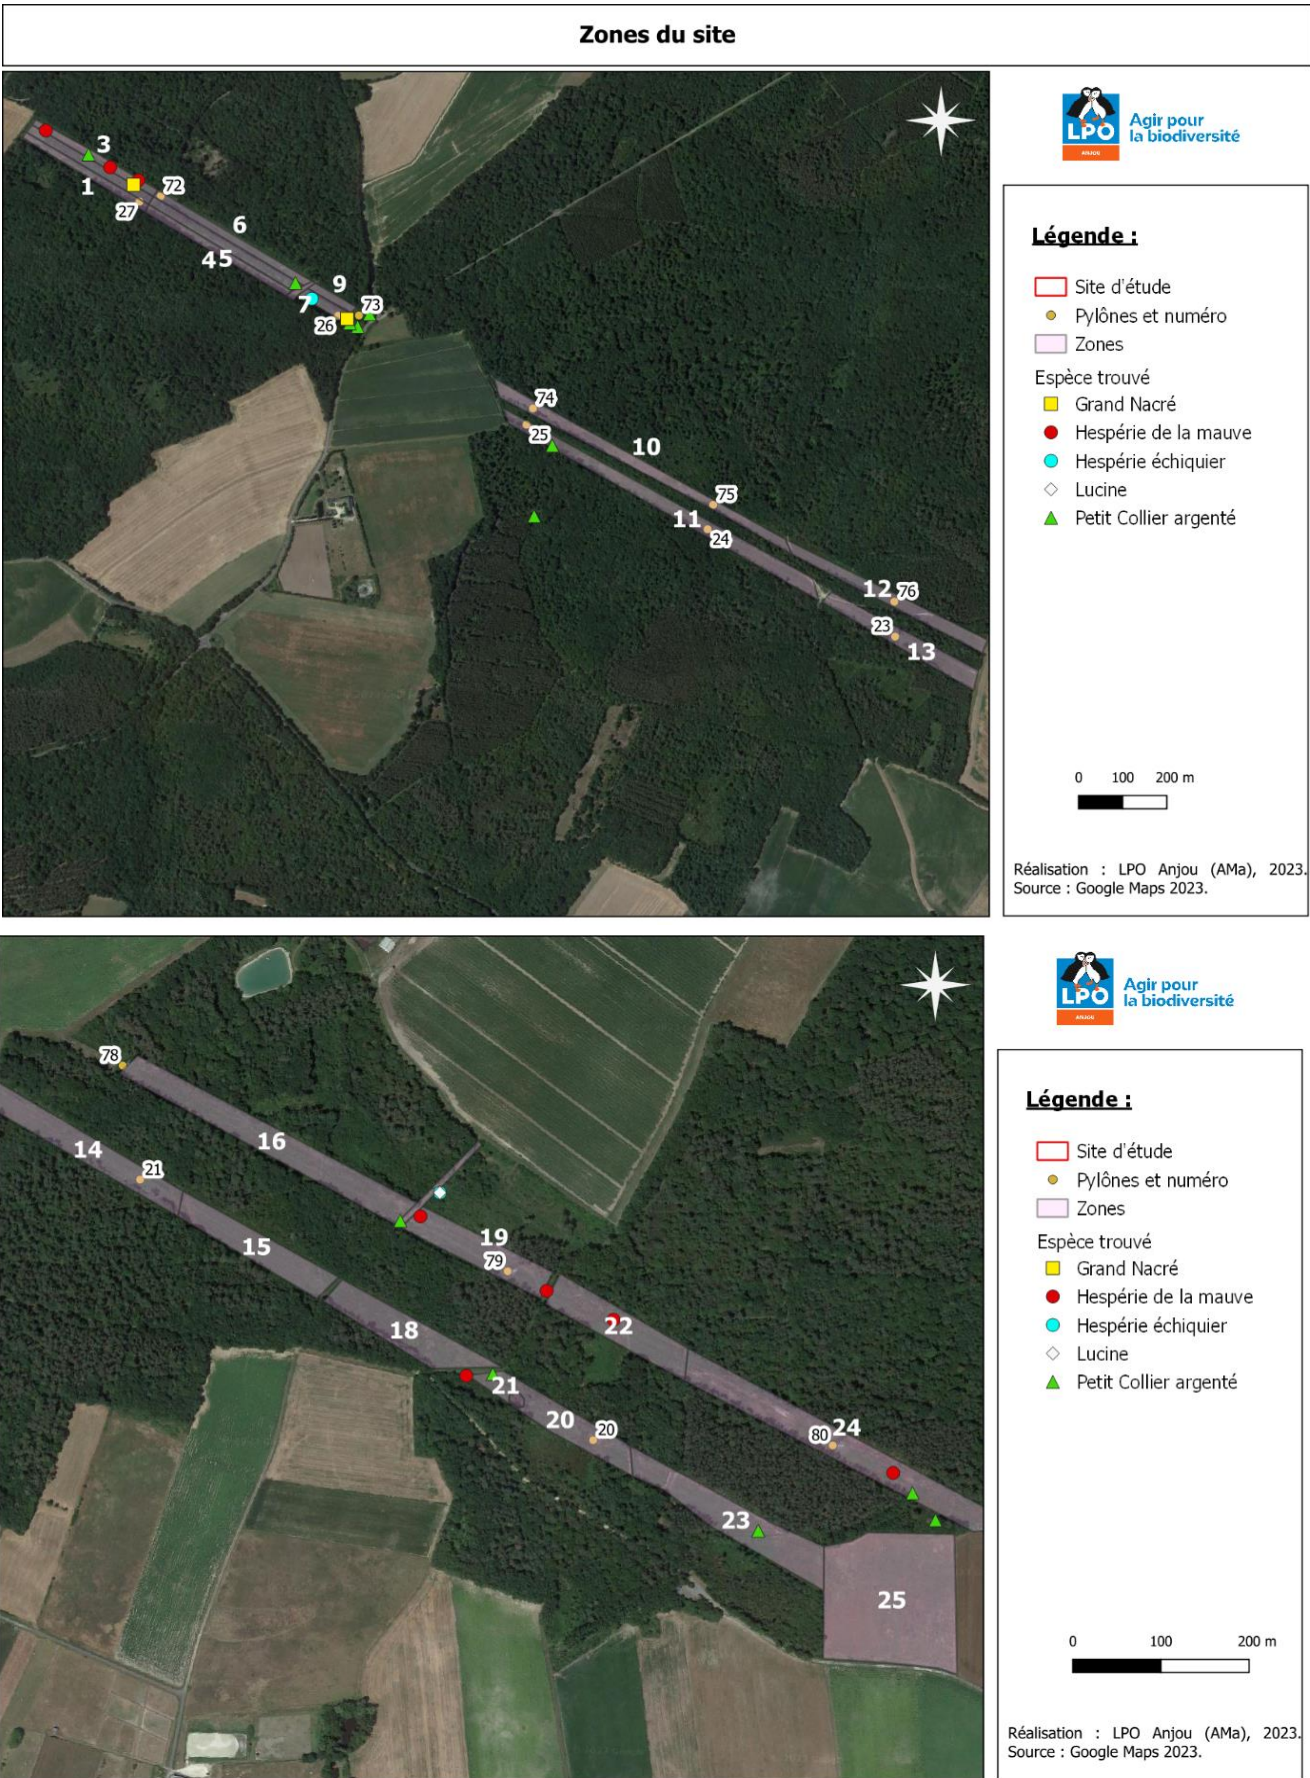 Zones du site
LPO
ANJOU
Agir pour
la biodiversité
3
1
72
27
6
45
9
7
73
26
74
25
10
75
11
24
12
76
23
13
Légende :
Site d'étude
Pylônes et numéro
Zones
Espèce trouvé
Grand Nacré
Hespérie de la mauve
Hespérie échiquier
Lucine
Petit Collier argenté
0 100 200 m
Réalisation : LPO Anjou (AMa), 2023.
Source : Google Maps 2023.
LPO
ANJOU
Agir pour
la biodiversité
78
14
16
21
15
19
79
18
22
21
20
20
80
24
23
25
Légende :
Site d'étude
Pylônes et numéro
Zones
Espèce trouvé
Grand Nacré
Hespérie de la mauve
Hespérie échiquier
Lucine
Petit Collier argenté
0 100 200 m
Réalisation : LPO Anjou (AMa), 2023.
Source : Google Maps 2023.